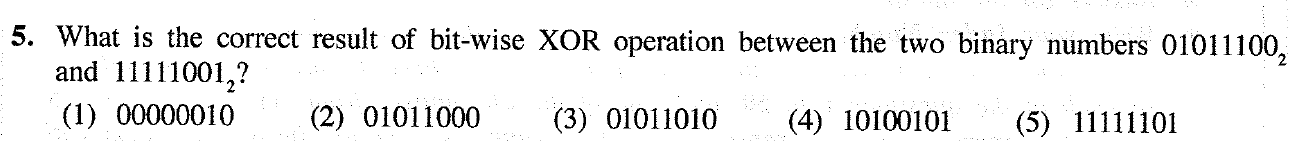 5. What is the correct result of bit-wise XOR operation between the two binary numbers 01011100₂
and 11111001₂?
(1) 00000010 (2) 01011000 (3) 01011010 (4) 10100101 (5) 11111101